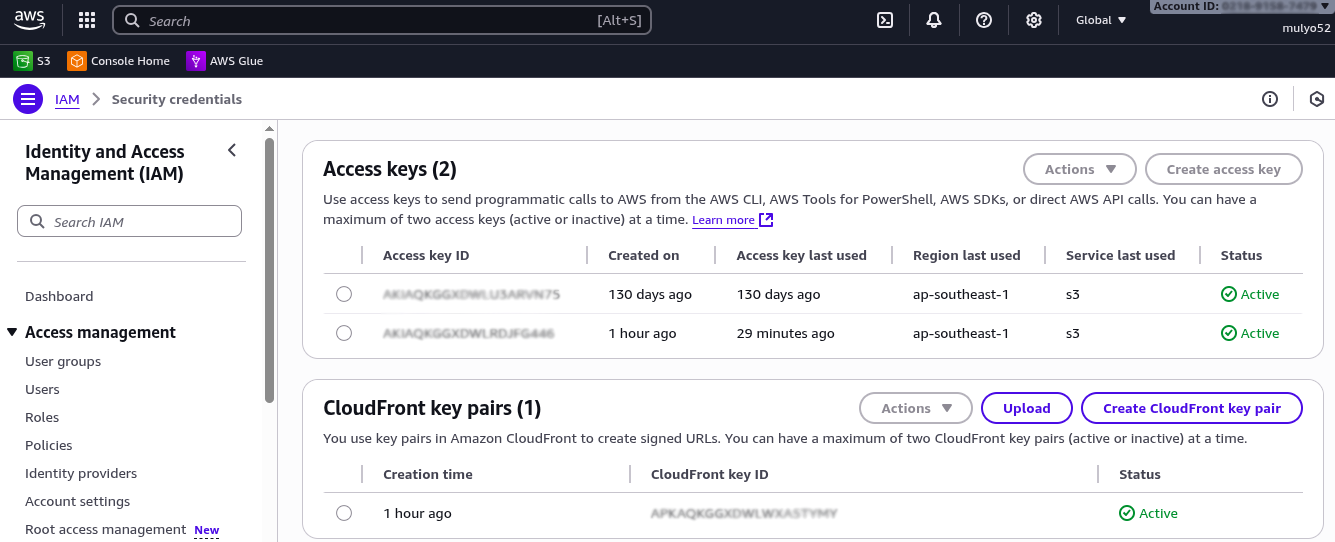 aws Search [Alt+S] Global Account ID:
mulyo52
S3 Console Home AWS Glue
IAM Security credentials
Identity and Access
Management (IAM)
Search IAM
Dashboard
Access management
User groups
Users
Roles
Policies
Identity providers
Account settings
Root access management New
Access keys (2) Actions Create access key
Use access keys to send programmatic calls to AWS from the AWS CLI, AWS Tools for PowerShell, AWS SDKs, or direct AWS API calls. You can have a
maximum of two access keys (active or inactive) at a time. Learn more
Access key ID Created on Access key last used Region last used Service last used Status
130 days ago 130 days ago ap-southeast-1 s3 Active
1 hour ago 29 minutes ago ap-southeast-1 s3 Active
CloudFront key pairs (1) Actions Upload Create CloudFront key pair
You use key pairs in Amazon CloudFront to create signed URLs. You can have a maximum of two CloudFront key pairs (active or inactive) at a time.
Creation time CloudFront key ID Status
1 hour ago Active